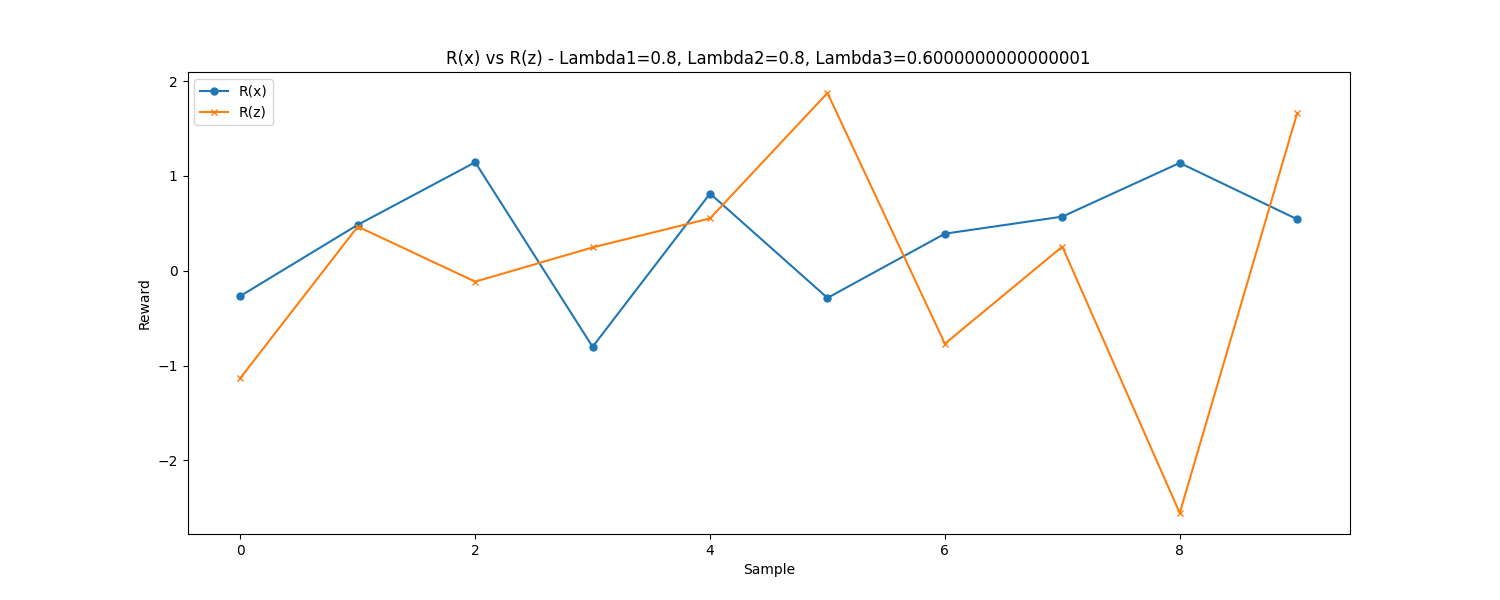 R(x) vs R(z) - Lambda1=0.8, Lambda2=0.8, Lambda3=0.6000000000000001
R(x)
R(z)
2
1
0
−1
−2
Reward
0 2 4 6 8
Sample